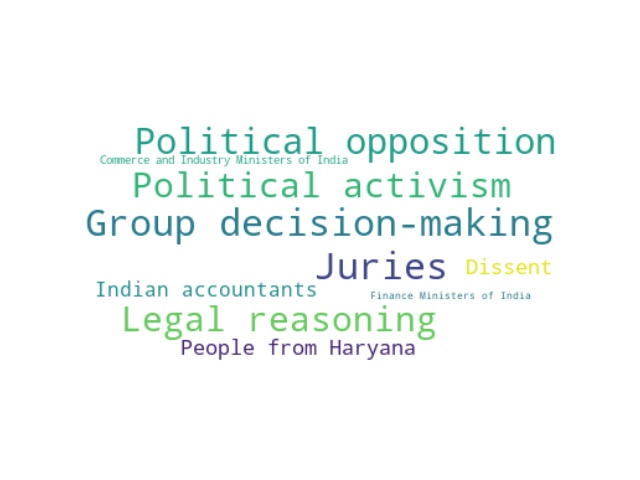 Political opposition
Commerce and Industry Ministers of India
Political activism
Group decision-making
Juries
Dissent
Indian accountants
Finance Ministers of India
Legal reasoning
People from Haryana